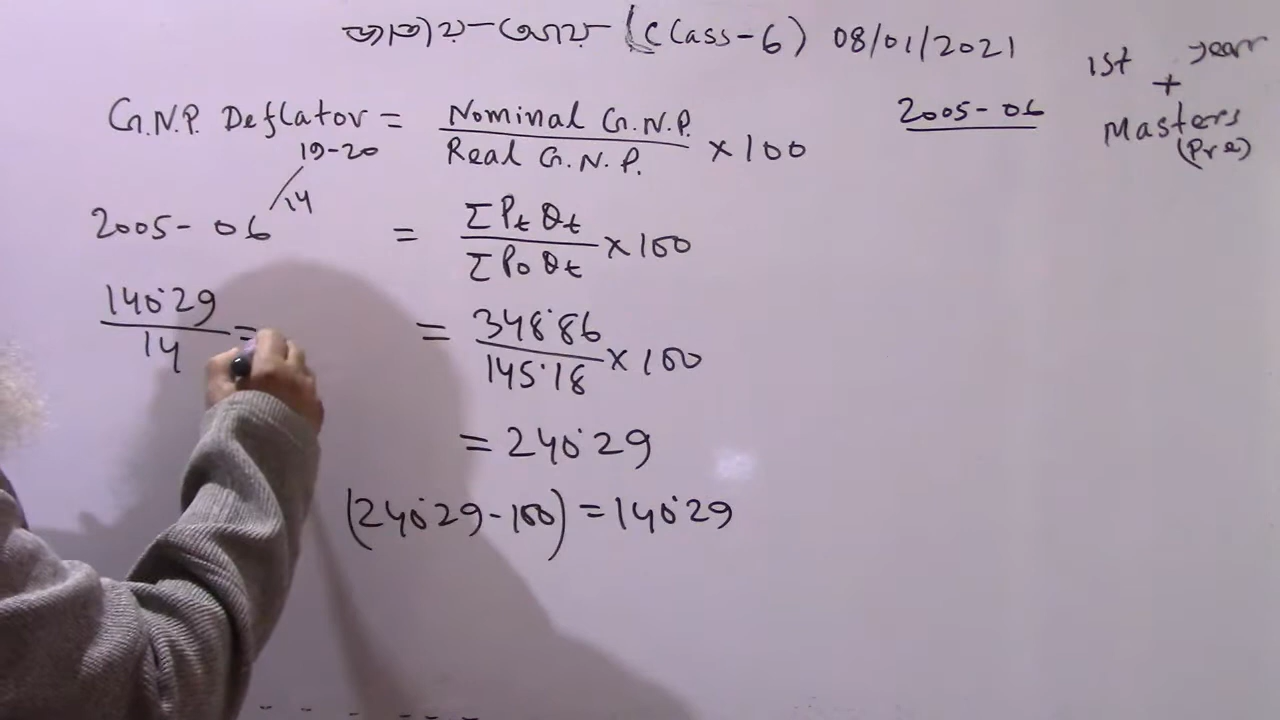 (Class-6) 08/01/2021
1st year
+
Masters
(Pre)
2005-06
G.N.P. Deflator = Nominal G.N.P. / Real G.N.P. × 100
19-20
14
2005-06
= ΣPtQt / ΣP0Qt × 100
140.29 / 14 =
= 348.86 / 145.18 × 100
= 240.29
(240.29-100) = 140.29